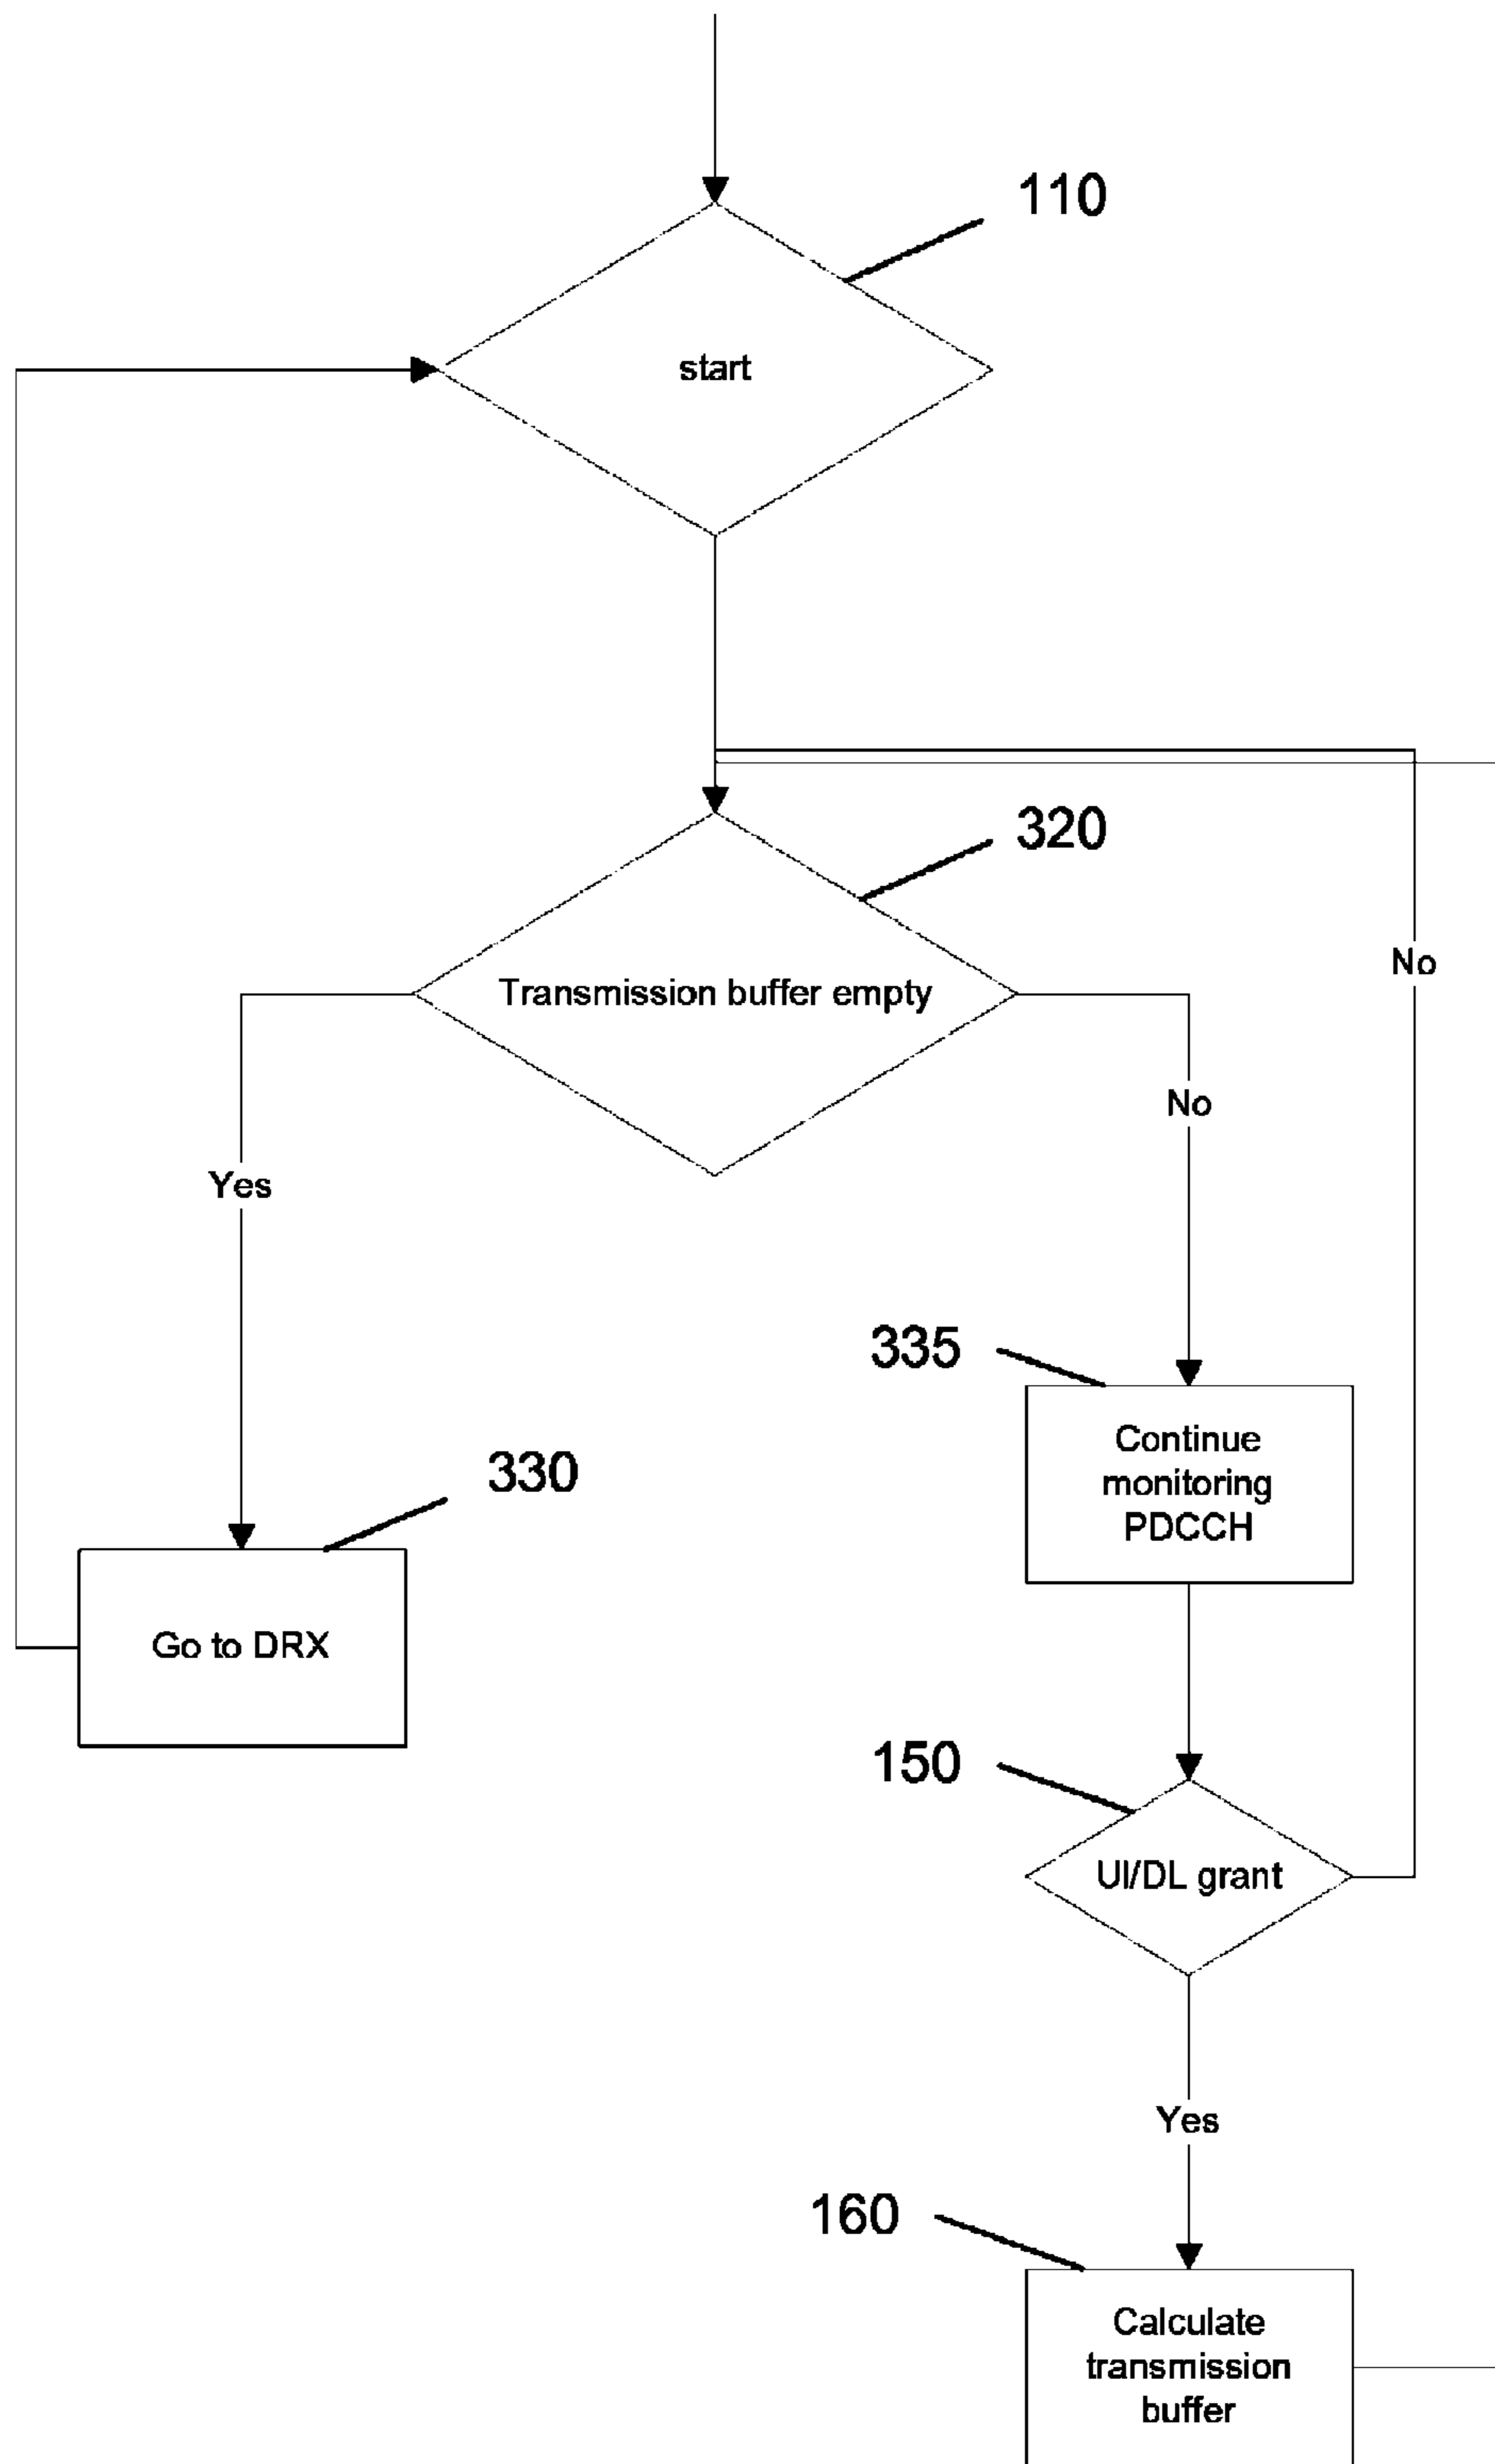 110
start
320
Transmission buffer empty
No
No
Yes
335
Continue
monitoring
PDCCH
330
Go to DRX
150
Ul/DL grant
Yes
160
Calculate
transmission
buffer